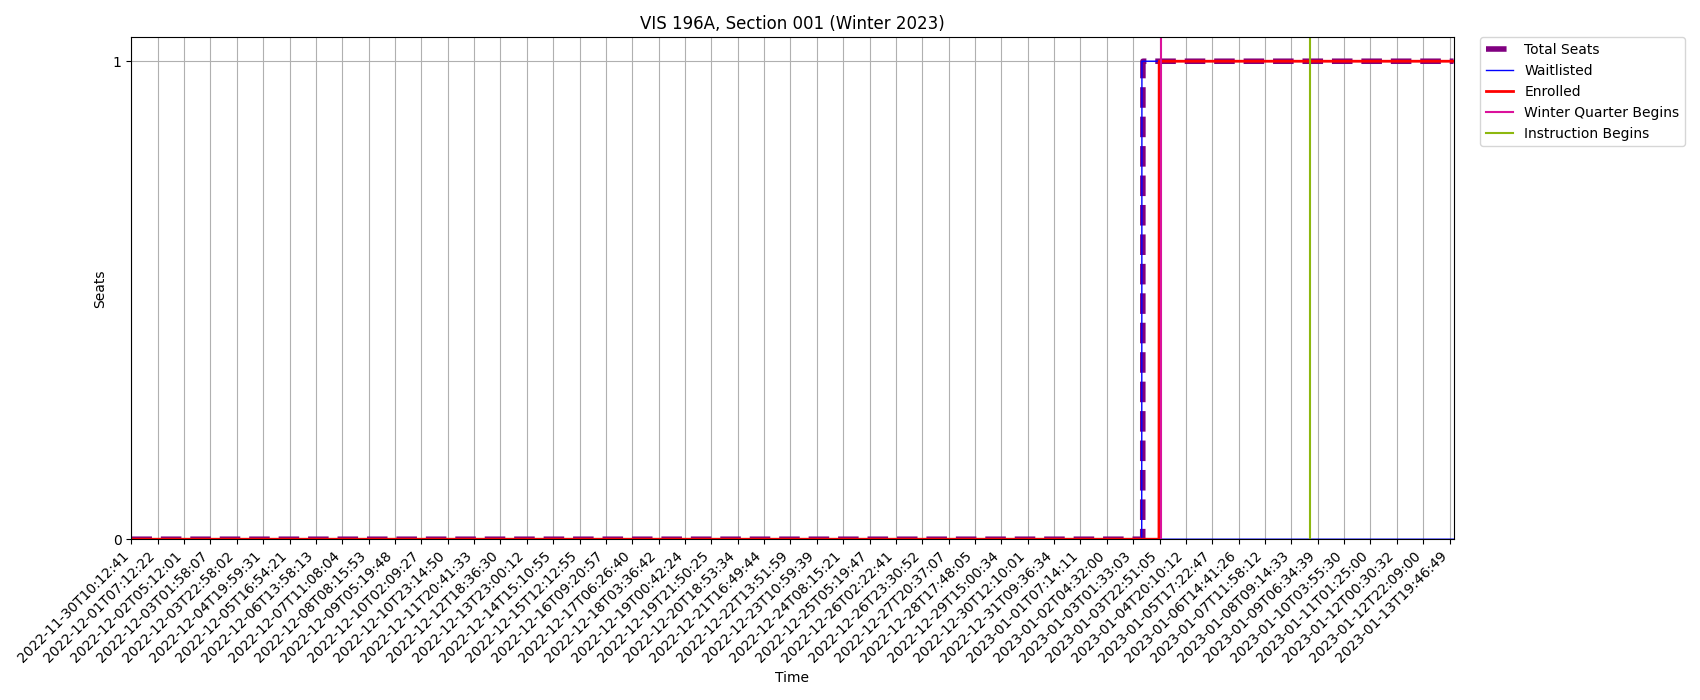 VIS 196A, Section 001 (Winter 2023)
Total Seats
Waitlisted
Enrolled
Winter Quarter Begins
Instruction Begins
Seats
1
0
2022-11-30T10:12:41
2022-12-01T07:12:22
2022-12-02T05:12:01
2022-12-03T01:58:07
2022-12-03T22:58:02
2022-12-04T19:59:31
2022-12-05T16:54:21
2022-12-06T13:58:13
2022-12-07T11:08:04
2022-12-08T08:15:53
2022-12-09T05:19:48
2022-12-10T02:09:27
2022-12-10T23:14:50
2022-12-11T20:41:33
2022-12-12T18:36:30
2022-12-13T23:00:12
2022-12-14T15:10:55
2022-12-15T12:12:55
2022-12-16T09:20:57
2022-12-17T06:26:40
2022-12-18T03:36:42
2022-12-19T00:42:24
2022-12-19T21:50:25
2022-12-20T18:53:34
2022-12-21T16:49:44
2022-12-22T13:51:59
2022-12-23T10:59:39
2022-12-24T08:15:21
2022-12-25T05:19:47
2022-12-26T02:22:41
2022-12-26T23:30:52
2022-12-27T20:37:07
2022-12-28T17:48:05
2022-12-29T15:00:34
2022-12-30T12:10:01
2022-12-31T09:36:34
2023-01-01T07:14:11
2023-01-02T04:32:00
2023-01-03T01:33:03
2023-01-03T22:51:05
2023-01-04T20:10:12
2023-01-05T17:22:47
2023-01-06T14:41:26
2023-01-07T11:58:12
2023-01-08T09:14:33
2023-01-09T06:34:39
2023-01-10T03:55:30
2023-01-11T01:25:00
2023-01-12T00:30:32
2023-01-12T22:09:00
2023-01-13T19:46:49
Time